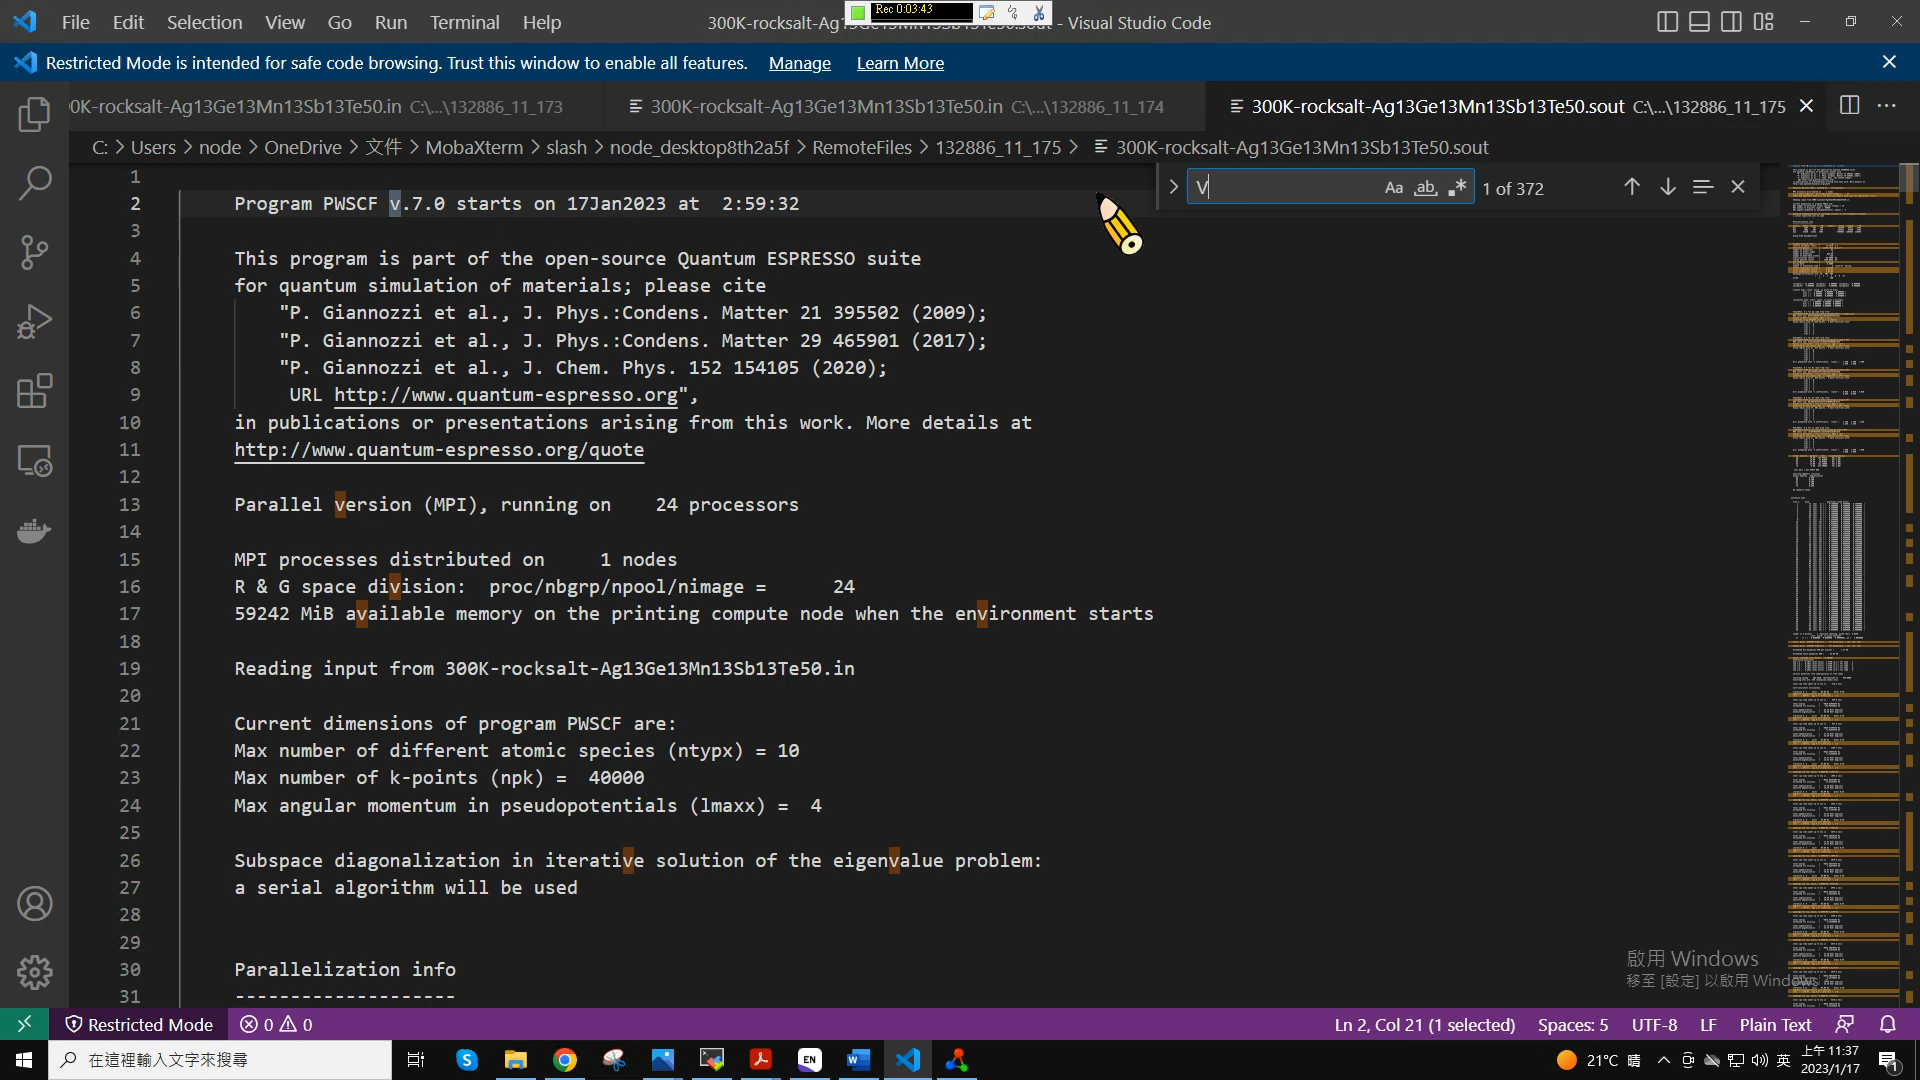 File Edit Selection View Go Run Terminal Help
Rec 0:03:43
- Visual Studio Code
Restricted Mode is intended for safe code browsing. Trust this window to enable all features. Manage Learn More
0K-rocksalt-Ag13Ge13Mn13Sb13Te50.in C:\...\132886_11_173
300K-rocksalt-Ag13Ge13Mn13Sb13Te50.in C:\...\132886_11_174
300K-rocksalt-Ag13Ge13Mn13Sb13Te50.sout C:\...\132886_11_175
C: > Users > node > OneDrive > 文件 > MobaXterm > slash > node_desktop8th2a5f > RemoteFiles > 132886_11_175 > 300K-rocksalt-Ag13Ge13Mn13Sb13Te50.sout
V Aa ab .* 1 of 372
1
2 Program PWSCF v.7.0 starts on 17Jan2023 at 2:59:32
3
4 This program is part of the open-source Quantum ESPRESSO suite
5 for quantum simulation of materials; please cite
6 "P. Giannozzi et al., J. Phys.:Condens. Matter 21 395502 (2009);
7 "P. Giannozzi et al., J. Phys.:Condens. Matter 29 465901 (2017);
8 "P. Giannozzi et al., J. Chem. Phys. 152 154105 (2020);
9 URL http://www.quantum-espresso.org",
10 in publications or presentations arising from this work. More details at
11 http://www.quantum-espresso.org/quote
12
13 Parallel version (MPI), running on 24 processors
14
15 MPI processes distributed on 1 nodes
16 R & G space division: proc/nbgrp/npool/nimage = 24
17 59242 MiB available memory on the printing compute node when the environment starts
18
19 Reading input from 300K-rocksalt-Ag13Ge13Mn13Sb13Te50.in
20
21 Current dimensions of program PWSCF are:
22 Max number of different atomic species (ntypx) = 10
23 Max number of k-points (npk) = 40000
24 Max angular momentum in pseudopotentials (lmaxx) = 4
25
26 Subspace diagonalization in iterative solution of the eigenvalue problem:
27 a serial algorithm will be used
28
29
30 Parallelization info
31 --------------------
啟用 Windows
移至 [設定] 以啟用 Windows。
Restricted Mode 0 0 Ln 2, Col 21 (1 selected) Spaces: 5 UTF-8 LF Plain Text
在這裡輸入文字來搜尋
EN
21°C 晴
英
上午 11:37
2023/1/17
1